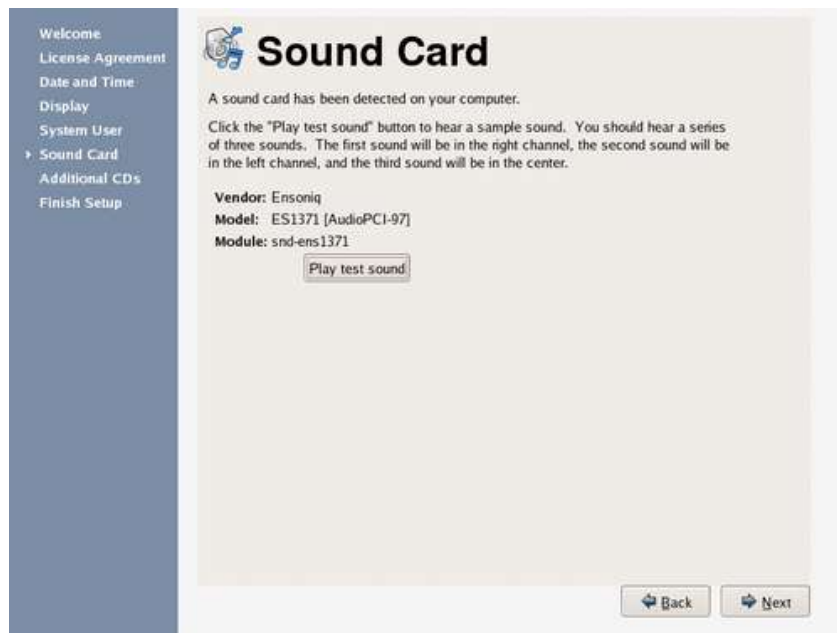 Welcome
License Agreement
Date and Time
Display
System User
Sound Card
Additional CDs
Finish Setup
Sound Card
A sound card has been detected on your computer.
Click the "Play test sound" button to hear a sample sound. You should hear a series
of three sounds. The first sound will be in the right channel, the second sound will be
in the left channel, and the third sound will be in the center.
Vendor: Ensoniq
Model: ES1371 [AudioPCI-97]
Module: snd-ens1371
Play test sound
Back
Next